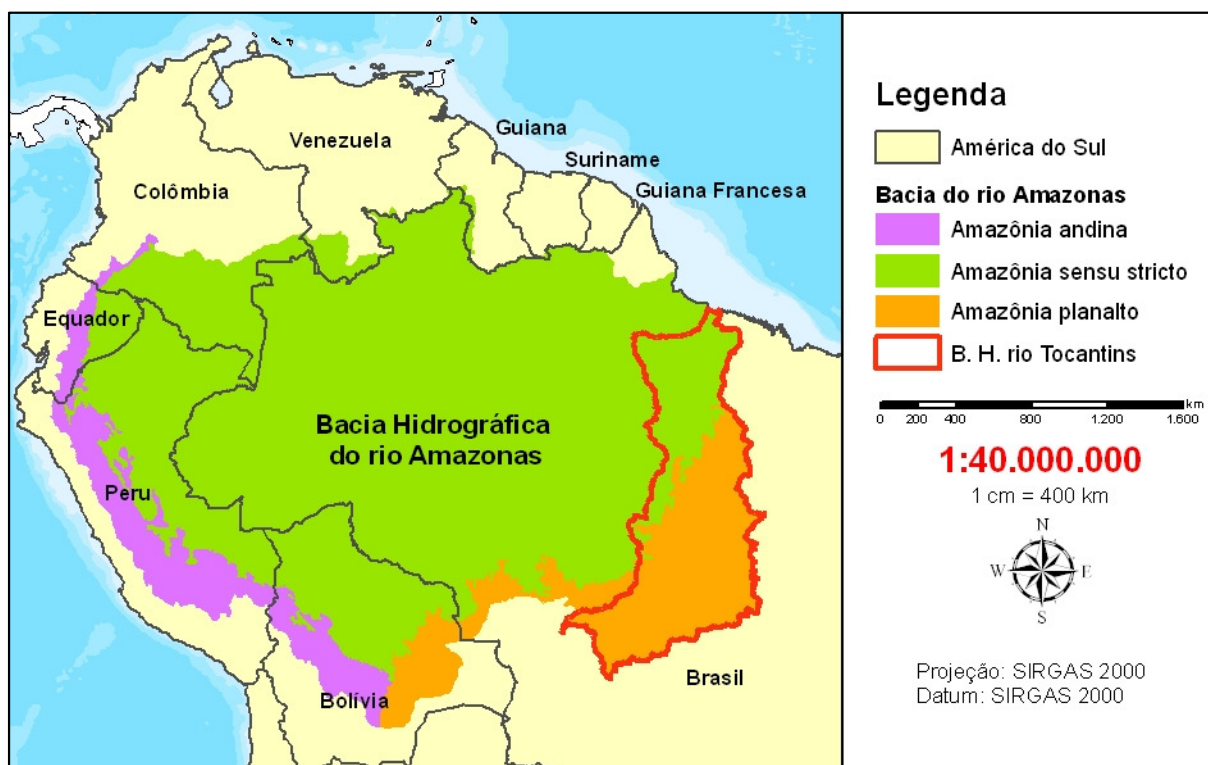 Venezuela
Guiana
Suriname
Guiana Francesa
Colômbia
Equador
Peru
Bacia Hidrográfica
do rio Amazonas
Bolívia
Brasil
Legenda
América do Sul
Bacia do rio Amazonas
Amazônia andina
Amazônia sensu stricto
Amazônia planalto
B. H. rio Tocantins
km
0 200 400 800 1.200 1.600
1:40.000.000
1 cm = 400 km
N
W E
S
Projeção: SIRGAS 2000
Datum: SIRGAS 2000